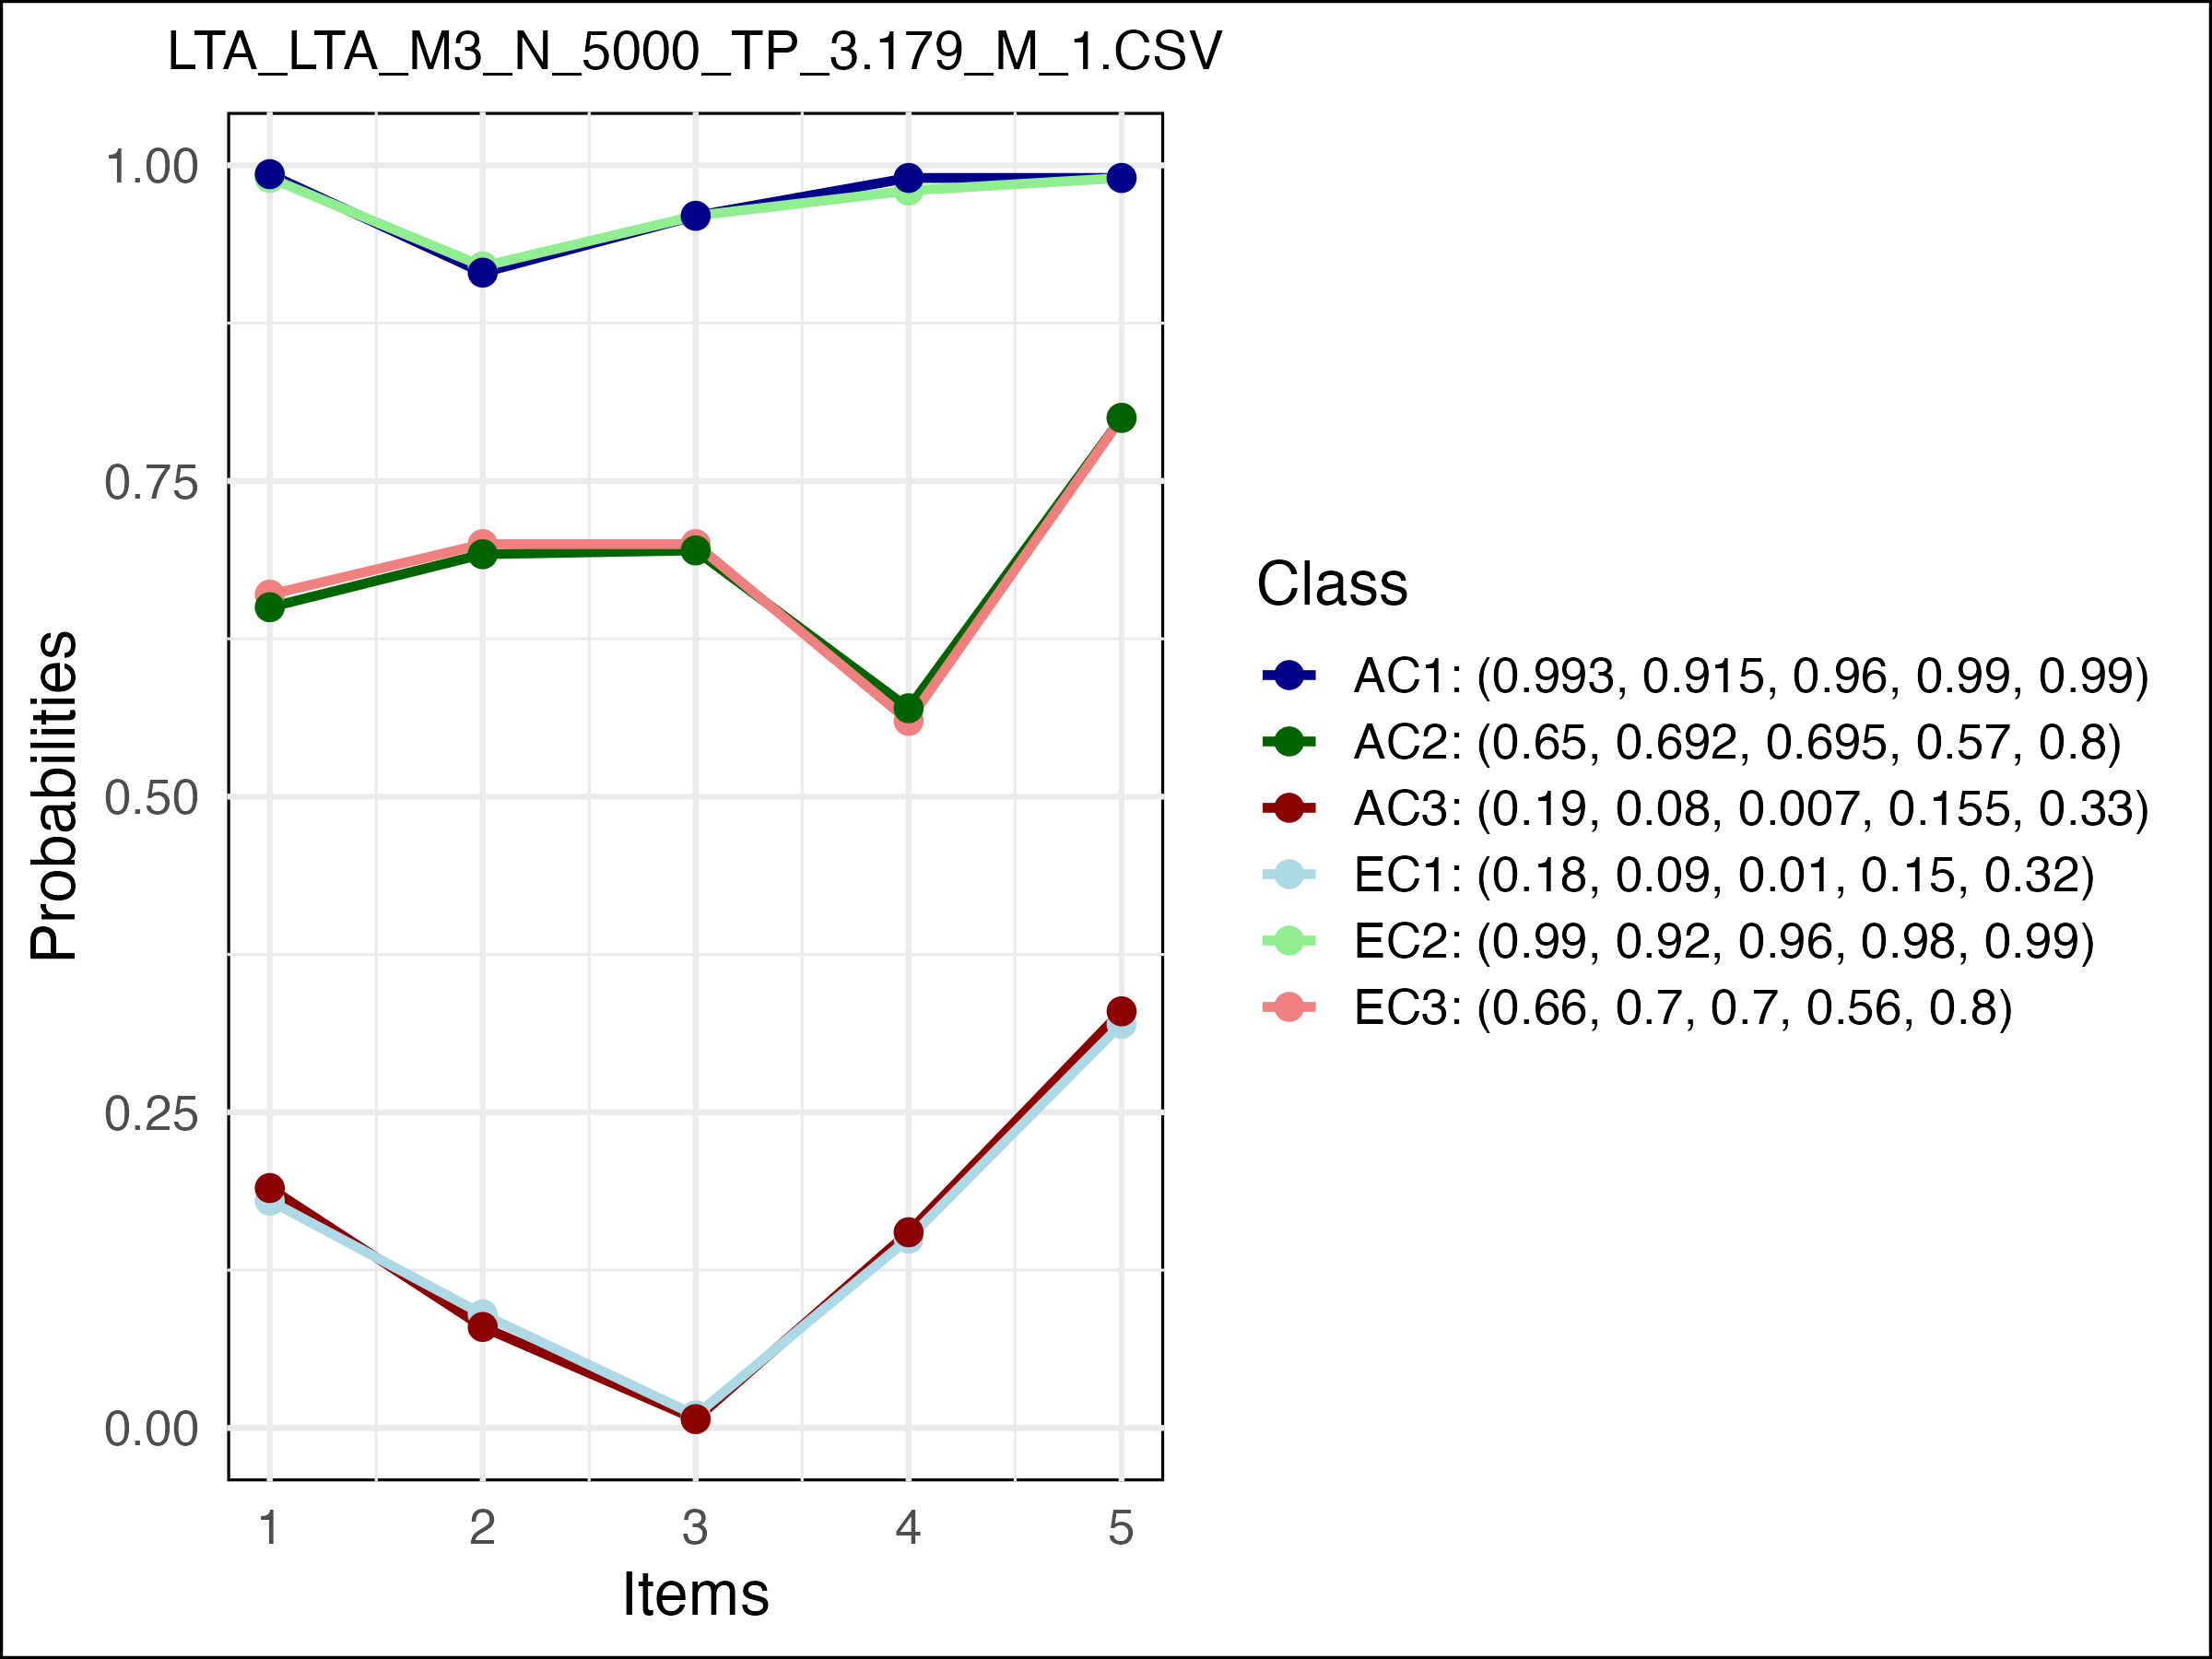 LTA_LTA_M3_N_5000_TP_3.179_M_1.CSV
1.00
0.75
0.50
0.25
0.00
Probabilities
1 2 3 4 5
Items
Class
AC1: (0.993, 0.915, 0.96, 0.99, 0.99)
AC2: (0.65, 0.692, 0.695, 0.57, 0.8)
AC3: (0.19, 0.08, 0.007, 0.155, 0.33)
EC1: (0.18, 0.09, 0.01, 0.15, 0.32)
EC2: (0.99, 0.92, 0.96, 0.98, 0.99)
EC3: (0.66, 0.7, 0.7, 0.56, 0.8)